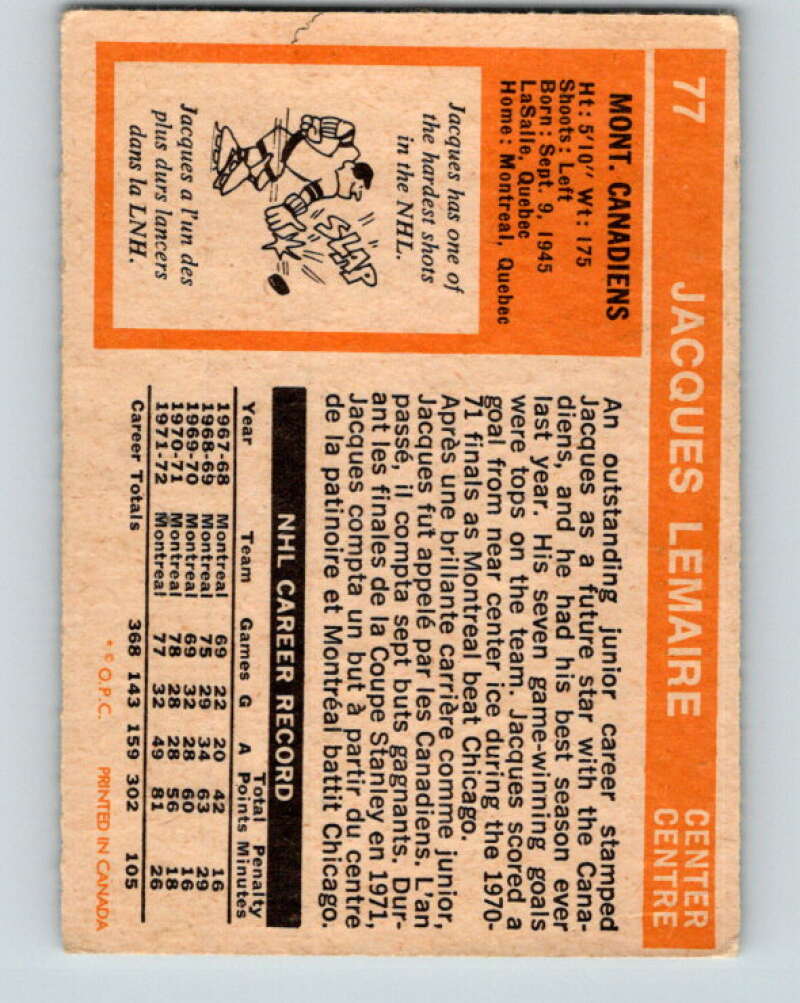 77 JACQUES LEMAIRE CENTER
CENTRE
MONT. CANADIENS
Ht: 5'10" Wt: 175
Shoots: Left
Born: Sept. 9, 1945
LaSalle, Quebec
Home: Montreal, Quebec
Jacques has one of
the hardest shots
in the NHL.
SLAP
Jacques a l'un des
plus durs lancers
dans la LNH.
An outstanding junior career stamped
Jacques as a future star with the Cana-
diens, and he had his best season ever
last year. His seven game-winning goals
were tops on the team. Jacques scored a
goal from near center ice during the 1970-
71 finals as Montreal beat Chicago.
Après une brillante carrière comme junior,
Jacques fut appelé par les Canadiens. L'an
passé, il compta sept buts gagnants. Dur-
ant les finales de la Coupe Stanley en 1971,
Jacques compta un but à partir du centre
de la patinoire et Montréal battit Chicago.
NHL CAREER RECORD
Total Penalty
Year Team Games G A Points Minutes
1967-68 Montreal 69 22 20 42 16
1968-69 Montreal 75 29 34 63 29
1969-70 Montreal 69 32 28 60 16
1970-71 Montreal 78 28 28 56 18
1971-72 Montreal 77 32 49 81 26
Career Totals 368 143 159 302 105
* © O.P.C. PRINTED IN CANADA